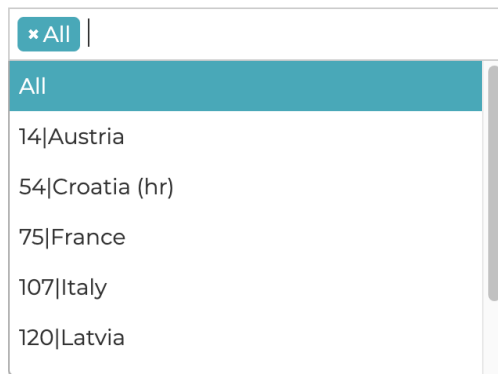 × All
All
14|Austria
54|Croatia (hr)
75|France
107|Italy
120|Latvia